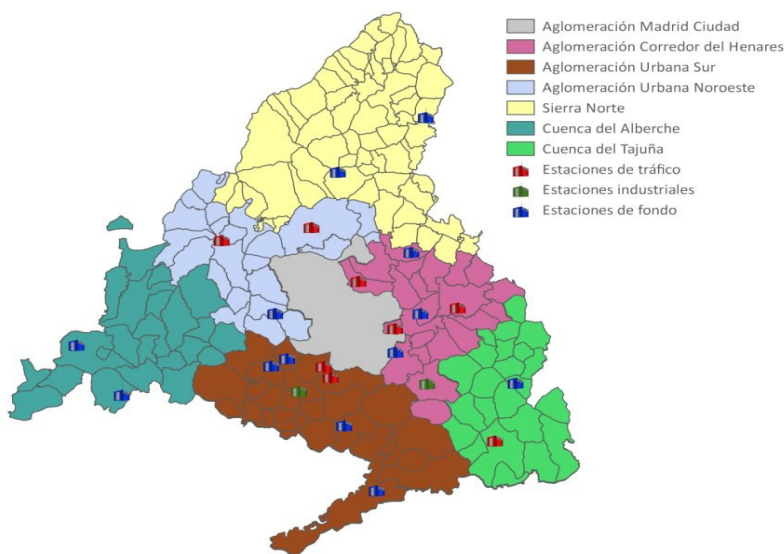 Aglomeración Madrid Ciudad
Aglomeración Corredor del Henares
Aglomeración Urbana Sur
Aglomeración Urbana Noroeste
Sierra Norte
Cuenca del Alberche
Cuenca del Tajuña
Estaciones de tráfico
Estaciones industriales
Estaciones de fondo